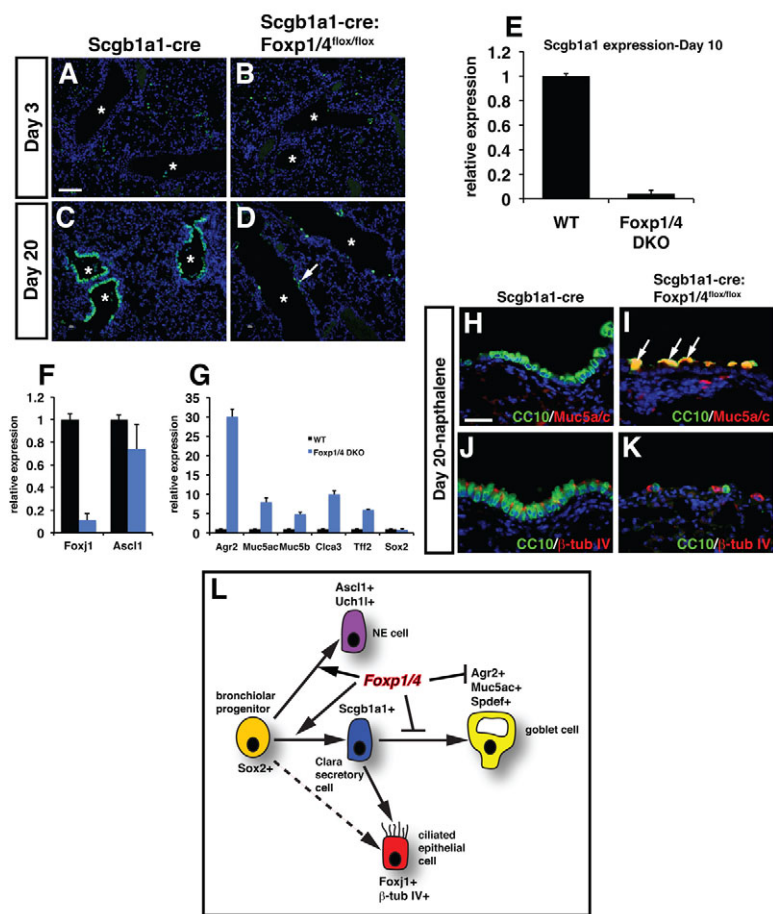 Scgb1a1-cre
Scgb1a1-cre:
Foxp1/4flox/flox
Day 3
A
*
*
B
*
*
Day 20
C
*
*
*
D
*
*
E
Scgb1a1 expression-Day 10
relative expression
1.2
1
0.8
0.6
0.4
0.2
0
WT
Foxp1/4
DKO
F
relative expression
1.2
1
0.8
0.6
0.4
0.2
0
Foxj1
Ascl1
G
relative expression
35
30
25
20
15
10
5
0
WT
Foxp1/4 DKO
Agr2
Muc5ac
Muc5b
Clca3
Tff2
Sox2
Scgb1a1-cre
Scgb1a1-cre:
Foxp1/4flox/flox
Day 20-napthalene
H
CC10/Muc5a/c
I
CC10/Muc5a/c
J
CC10/β-tub IV
K
CC10/β-tub IV
L
Ascl1+
Uch1l+
NE cell
Foxp1/4
Agr2+
Muc5ac+
Spdef+
goblet cell
bronchiolar
progenitor
Sox2+
Scgb1a1+
Clara
secretory
cell
ciliated
epithelial
cell
Foxj1+
β-tub IV+